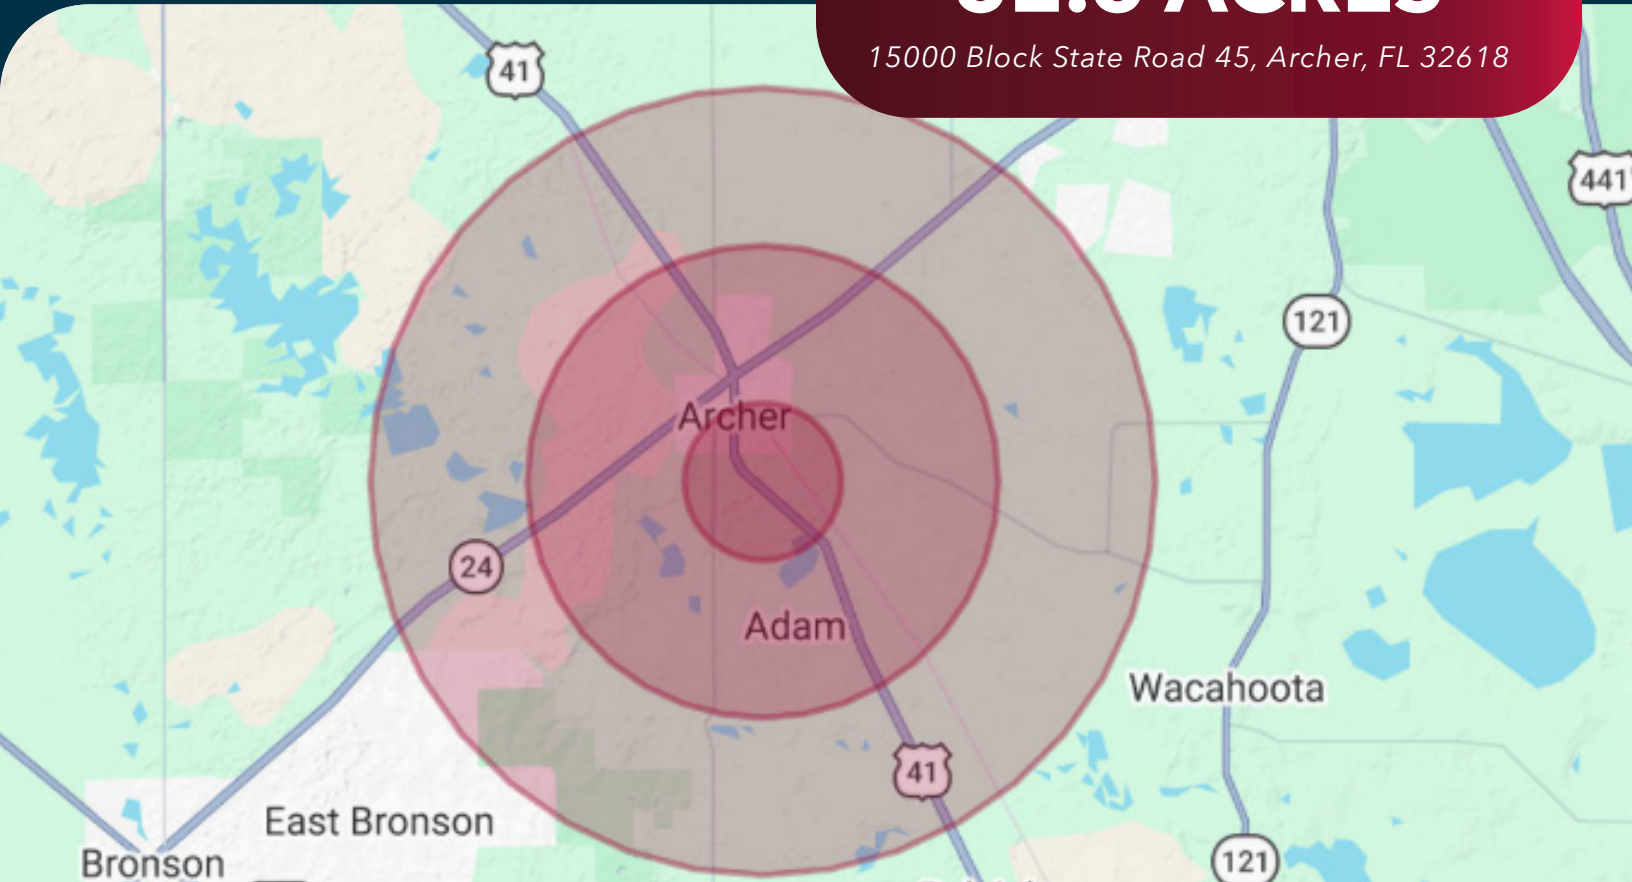 ACRES
15000 Block State Road 45, Archer, FL 32618
41
441
121
Archer
24
Adam
Wacahoota
41
East Bronson
Bronson
121